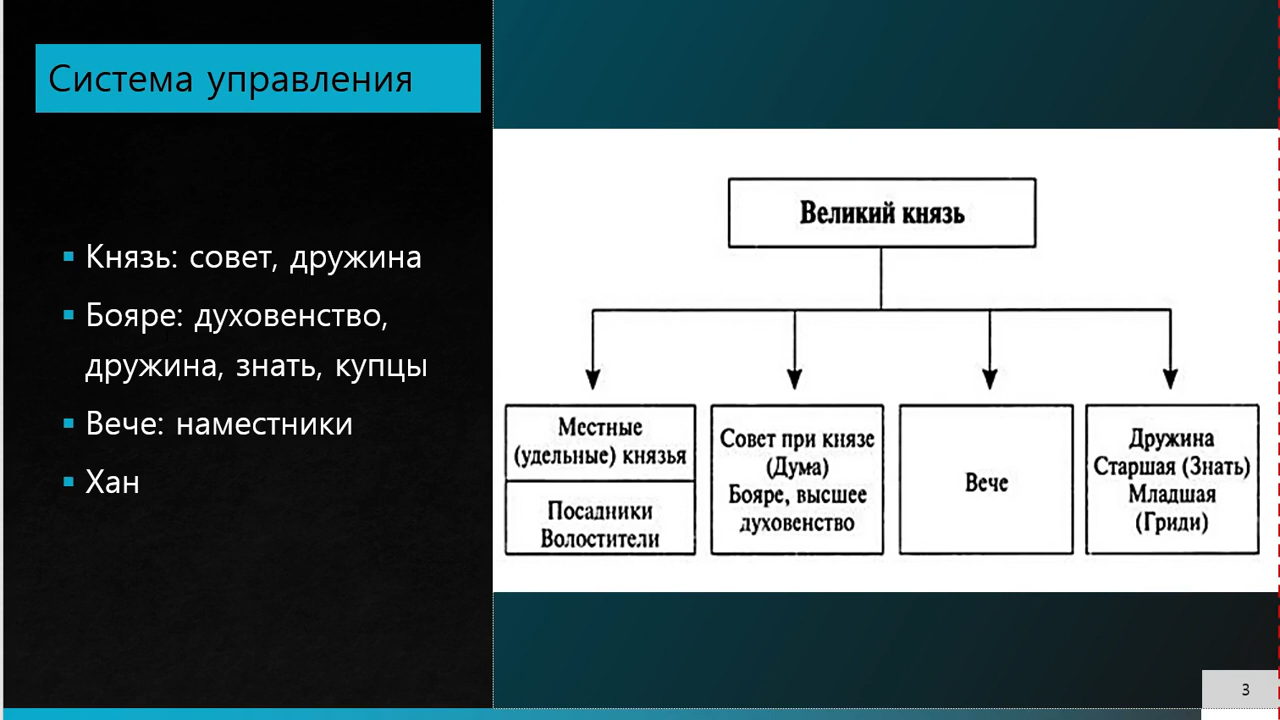 Система управления
Князь: совет, дружина
Бояре: духовенство,
дружина, знать, купцы
Вече: наместники
Хан
Великий князь
Местные
(удельные) князья
Посадники
Волостители
Совет при князе
(Дума)
Бояре, высшее
духовенство
Вече
Дружина
Старшая (Знать)
Младшая
(Гриди)
3